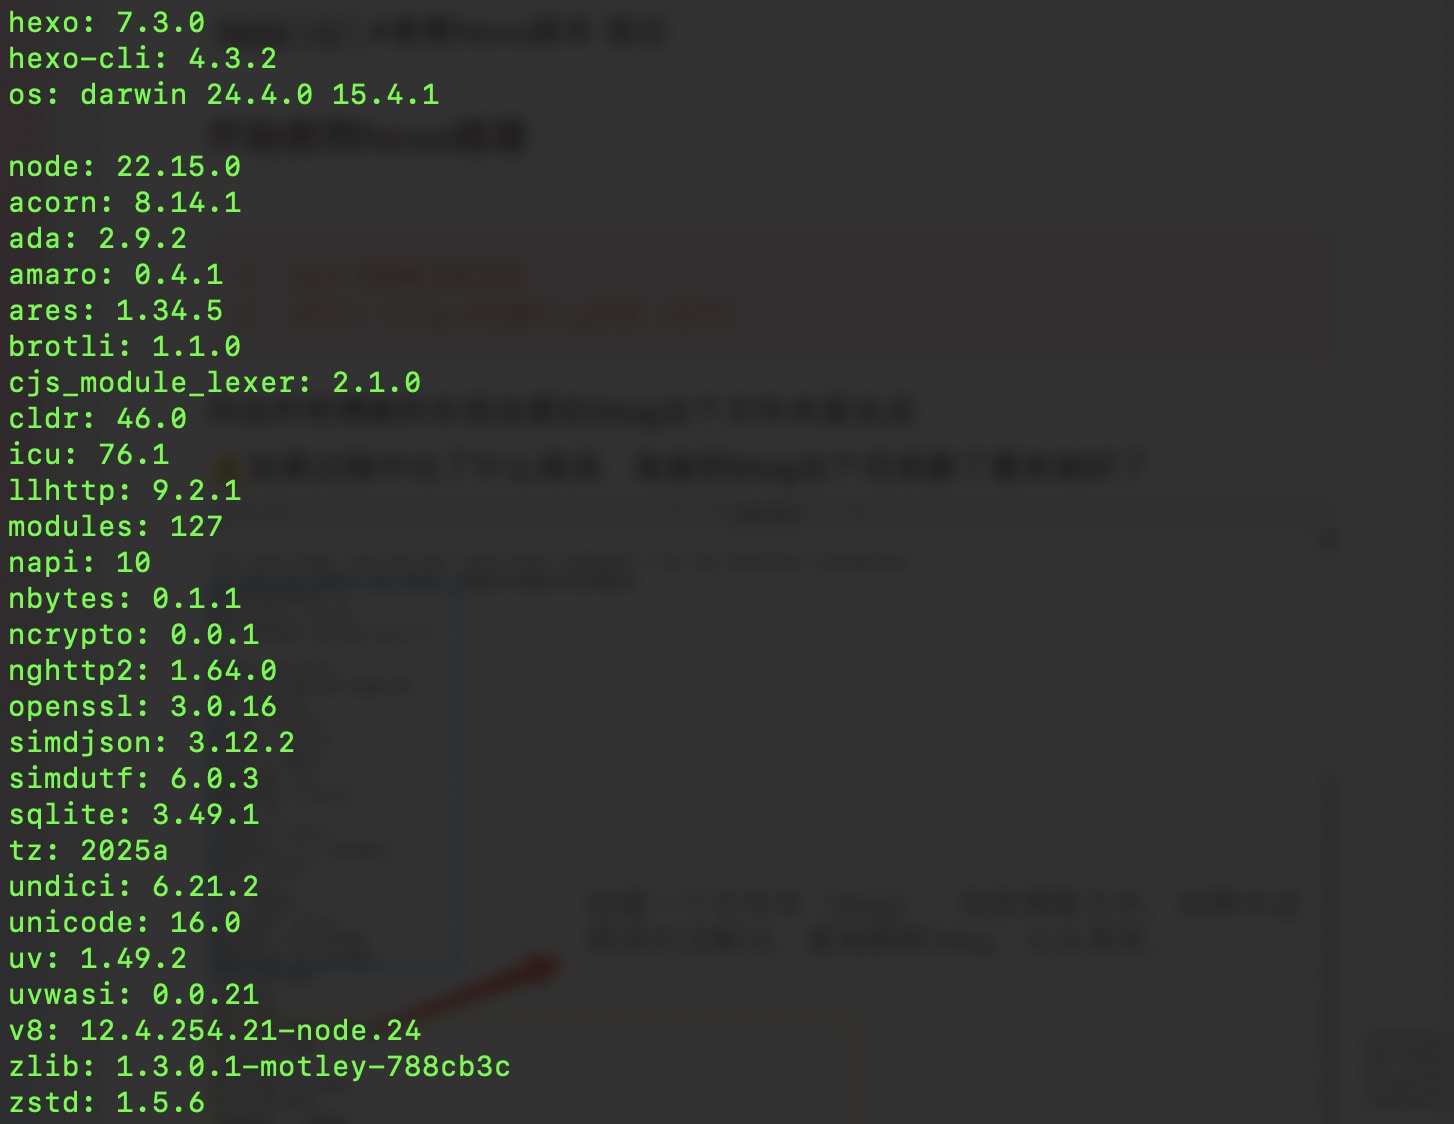 hexo: 7.3.0
hexo-cli: 4.3.2
os: darwin 24.4.0 15.4.1
node: 22.15.0
acorn: 8.14.1
ada: 2.9.2
amaro: 0.4.1
ares: 1.34.5
brotli: 1.1.0
cjs_module_lexer: 2.1.0
cldr: 46.0
icu: 76.1
llhttp: 9.2.1
modules: 127
napi: 10
nbytes: 0.1.1
ncrypto: 0.0.1
nghttp2: 1.64.0
openssl: 3.0.16
simdjson: 3.12.2
simdutf: 6.0.3
sqlite: 3.49.1
tz: 2025a
undici: 6.21.2
unicode: 16.0
uv: 1.49.2
uvwasi: 0.0.21
v8: 12.4.254.21-node.24
zlib: 1.3.0.1-motley-788cb3c
zstd: 1.5.6